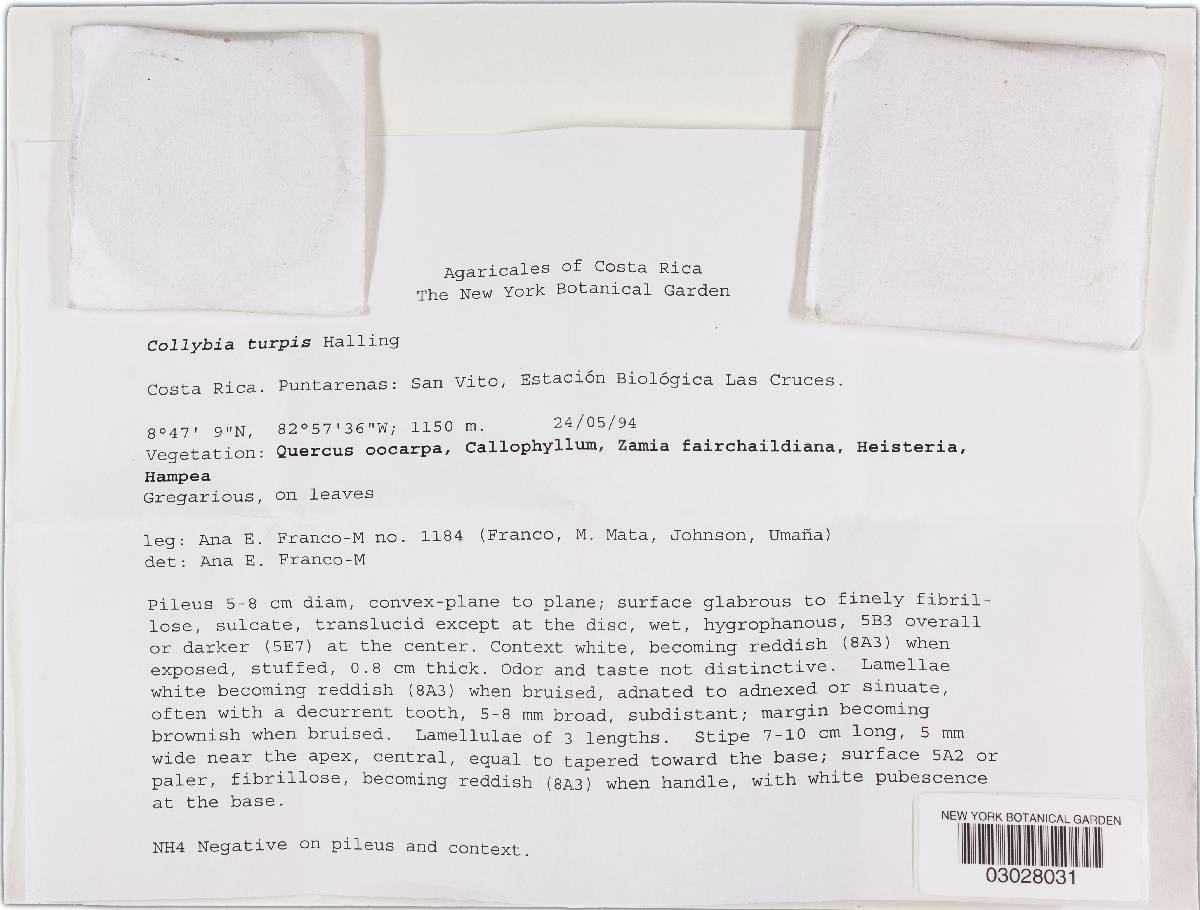 Agaricales of Costa Rica
The New York Botanical Garden
Collybia turpis Halling
Costa Rica. Puntarenas: San Vito, Estación Biológica Las Cruces.
8°47' 9"N, 82°57'36"W; 1150 m. 24/05/94
Vegetation: Quercus oocarpa, Callophyllum, Zamia fairchaildiana, Heisteria,
Hampea
Gregarious, on leaves
leg: Ana E. Franco-M no. 1184 (Franco, M. Mata, Johnson, Umaña)
det: Ana E. Franco-M
Pileus 5-8 cm diam, convex-plane to plane; surface glabrous to finely fibril-
lose, sulcate, translucid except at the disc, wet, hygrophanous, 5B3 overall
or darker (5E7) at the center. Context white, becoming reddish (8A3) when
exposed, stuffed, 0.8 cm thick. Odor and taste not distinctive. Lamellae
white becoming reddish (8A3) when bruised, adnated to adnexed or sinuate,
often with a decurrent tooth, 5-8 mm broad, subdistant; margin becoming
brownish when bruised. Lamellulae of 3 lengths. Stipe 7-10 cm long, 5 mm
wide near the apex, central, equal to tapered toward the base; surface 5A2 or
paler, fibrillose, becoming reddish (8A3) when handle, with white pubescence
at the base.
NH4 Negative on pileus and context.
NEW YORK BOTANICAL GARDEN
03028031